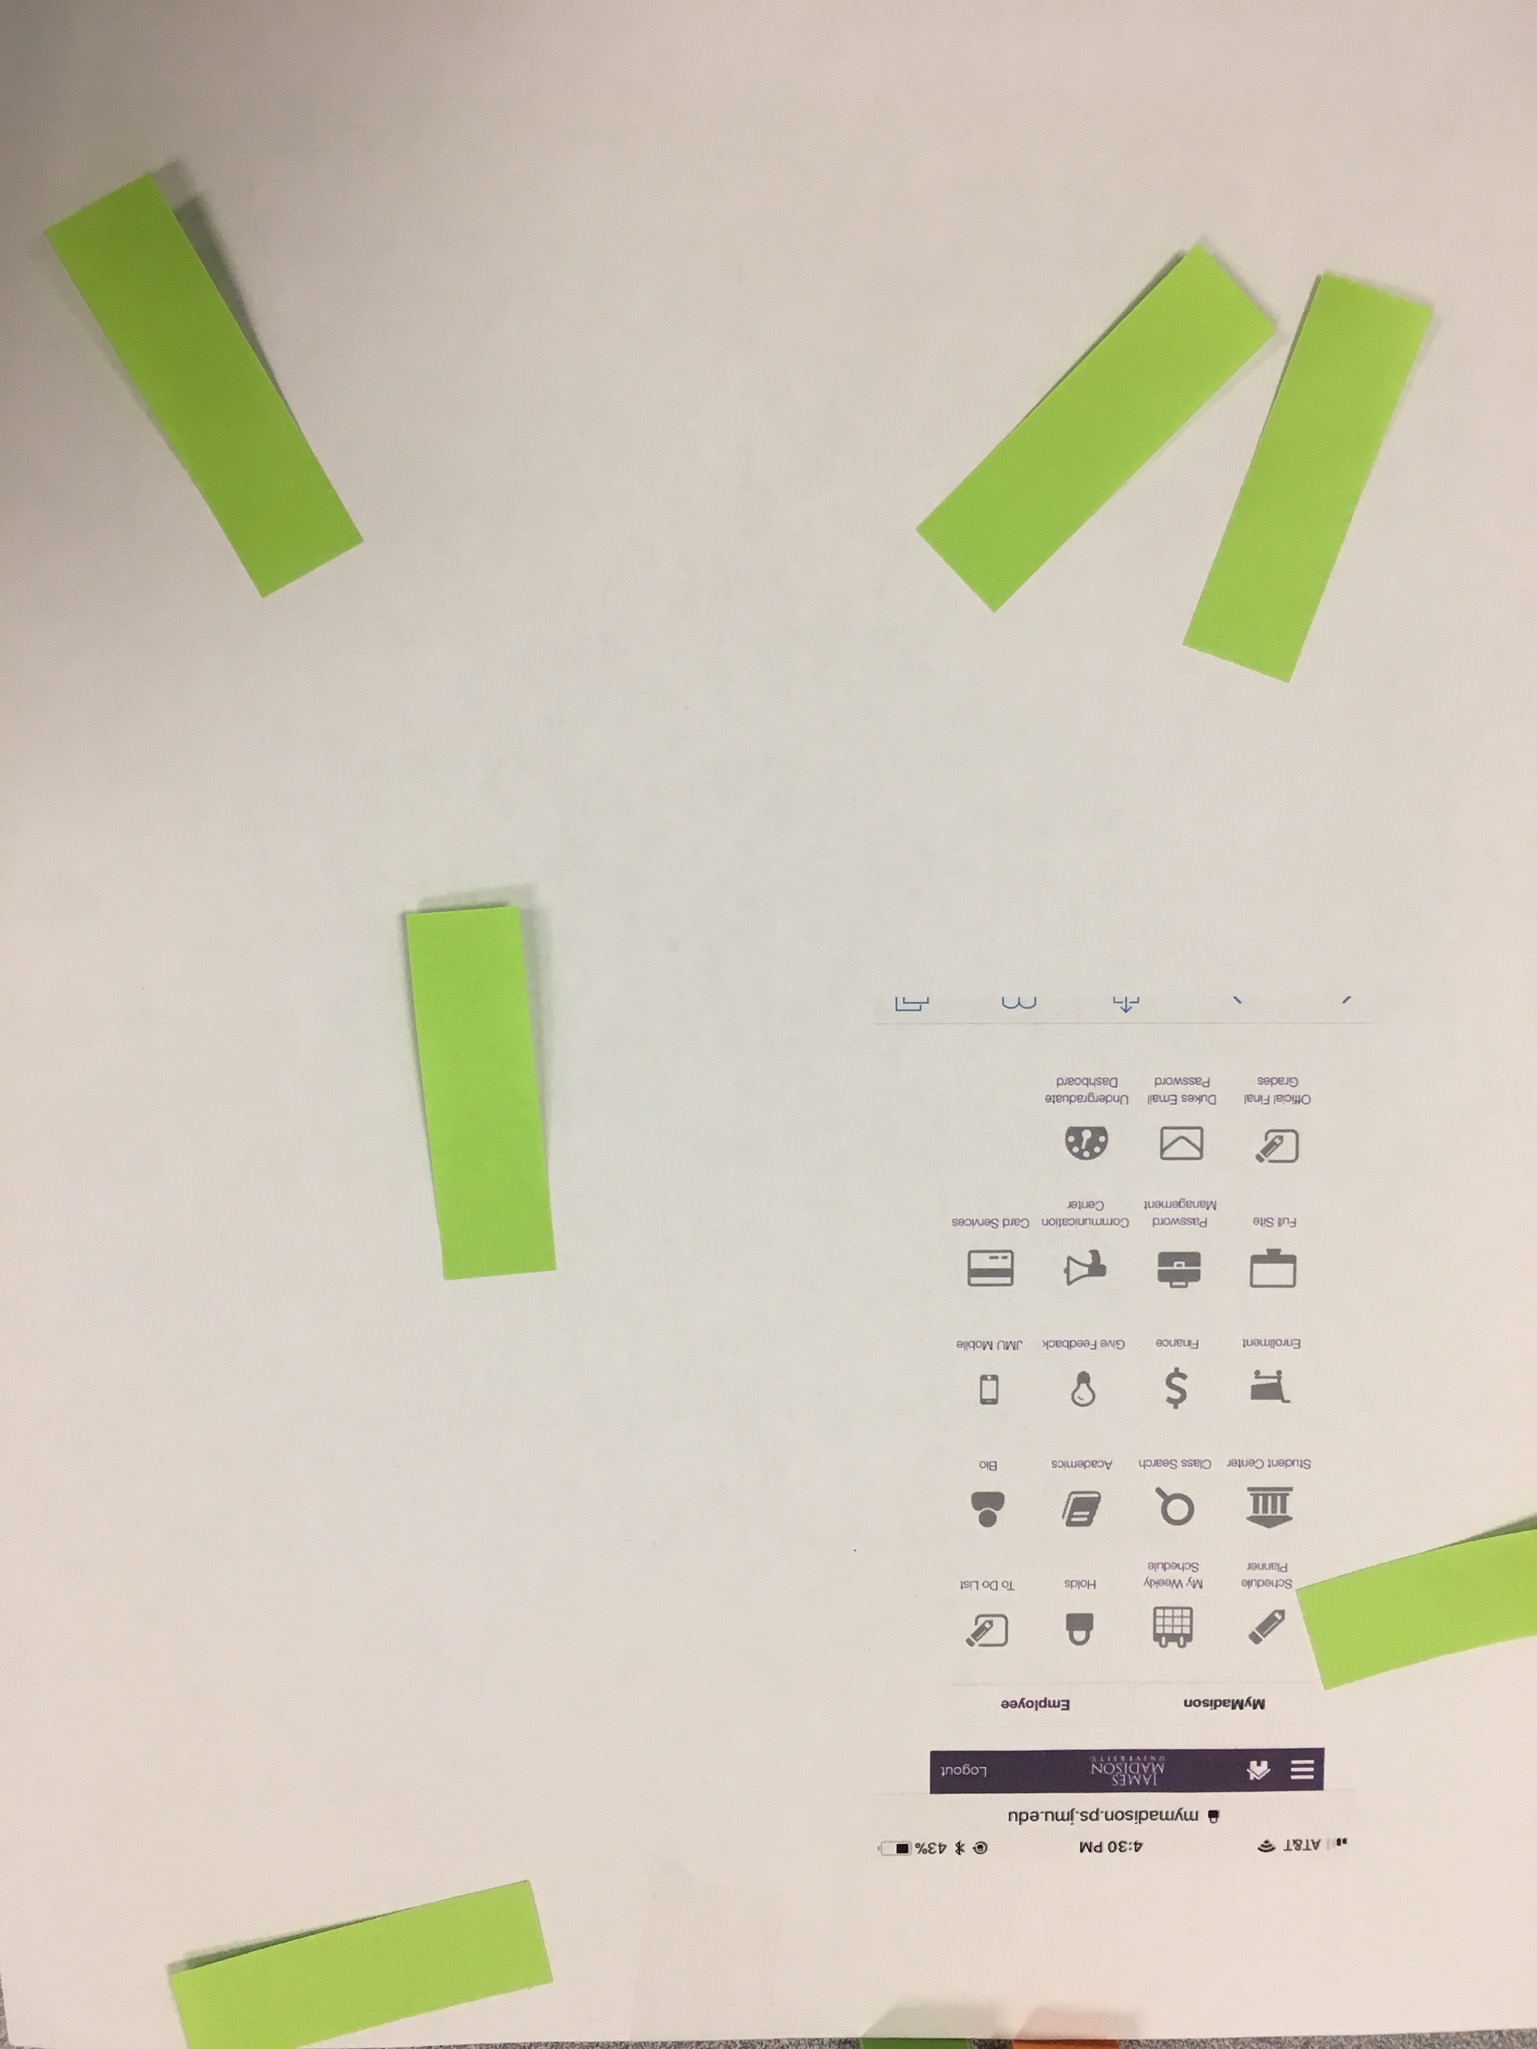 AT&T 4:30 PM 43%
mymadison.ps.jmu.edu
JAMES
MADISON
UNIVERSITY.
Logout
MyMadison Employee
Schedule
Planner
My Weekly
Schedule
Holds
To Do List
Student Center
Class Search
Academics
Bio
Enrollment
Finance
Give Feedback
JMU Mobile
Full Site
Password
Management
Communication
Center
Card Services
Official Final
Grades
Dukes Email
Password
Undergraduate
Dashboard